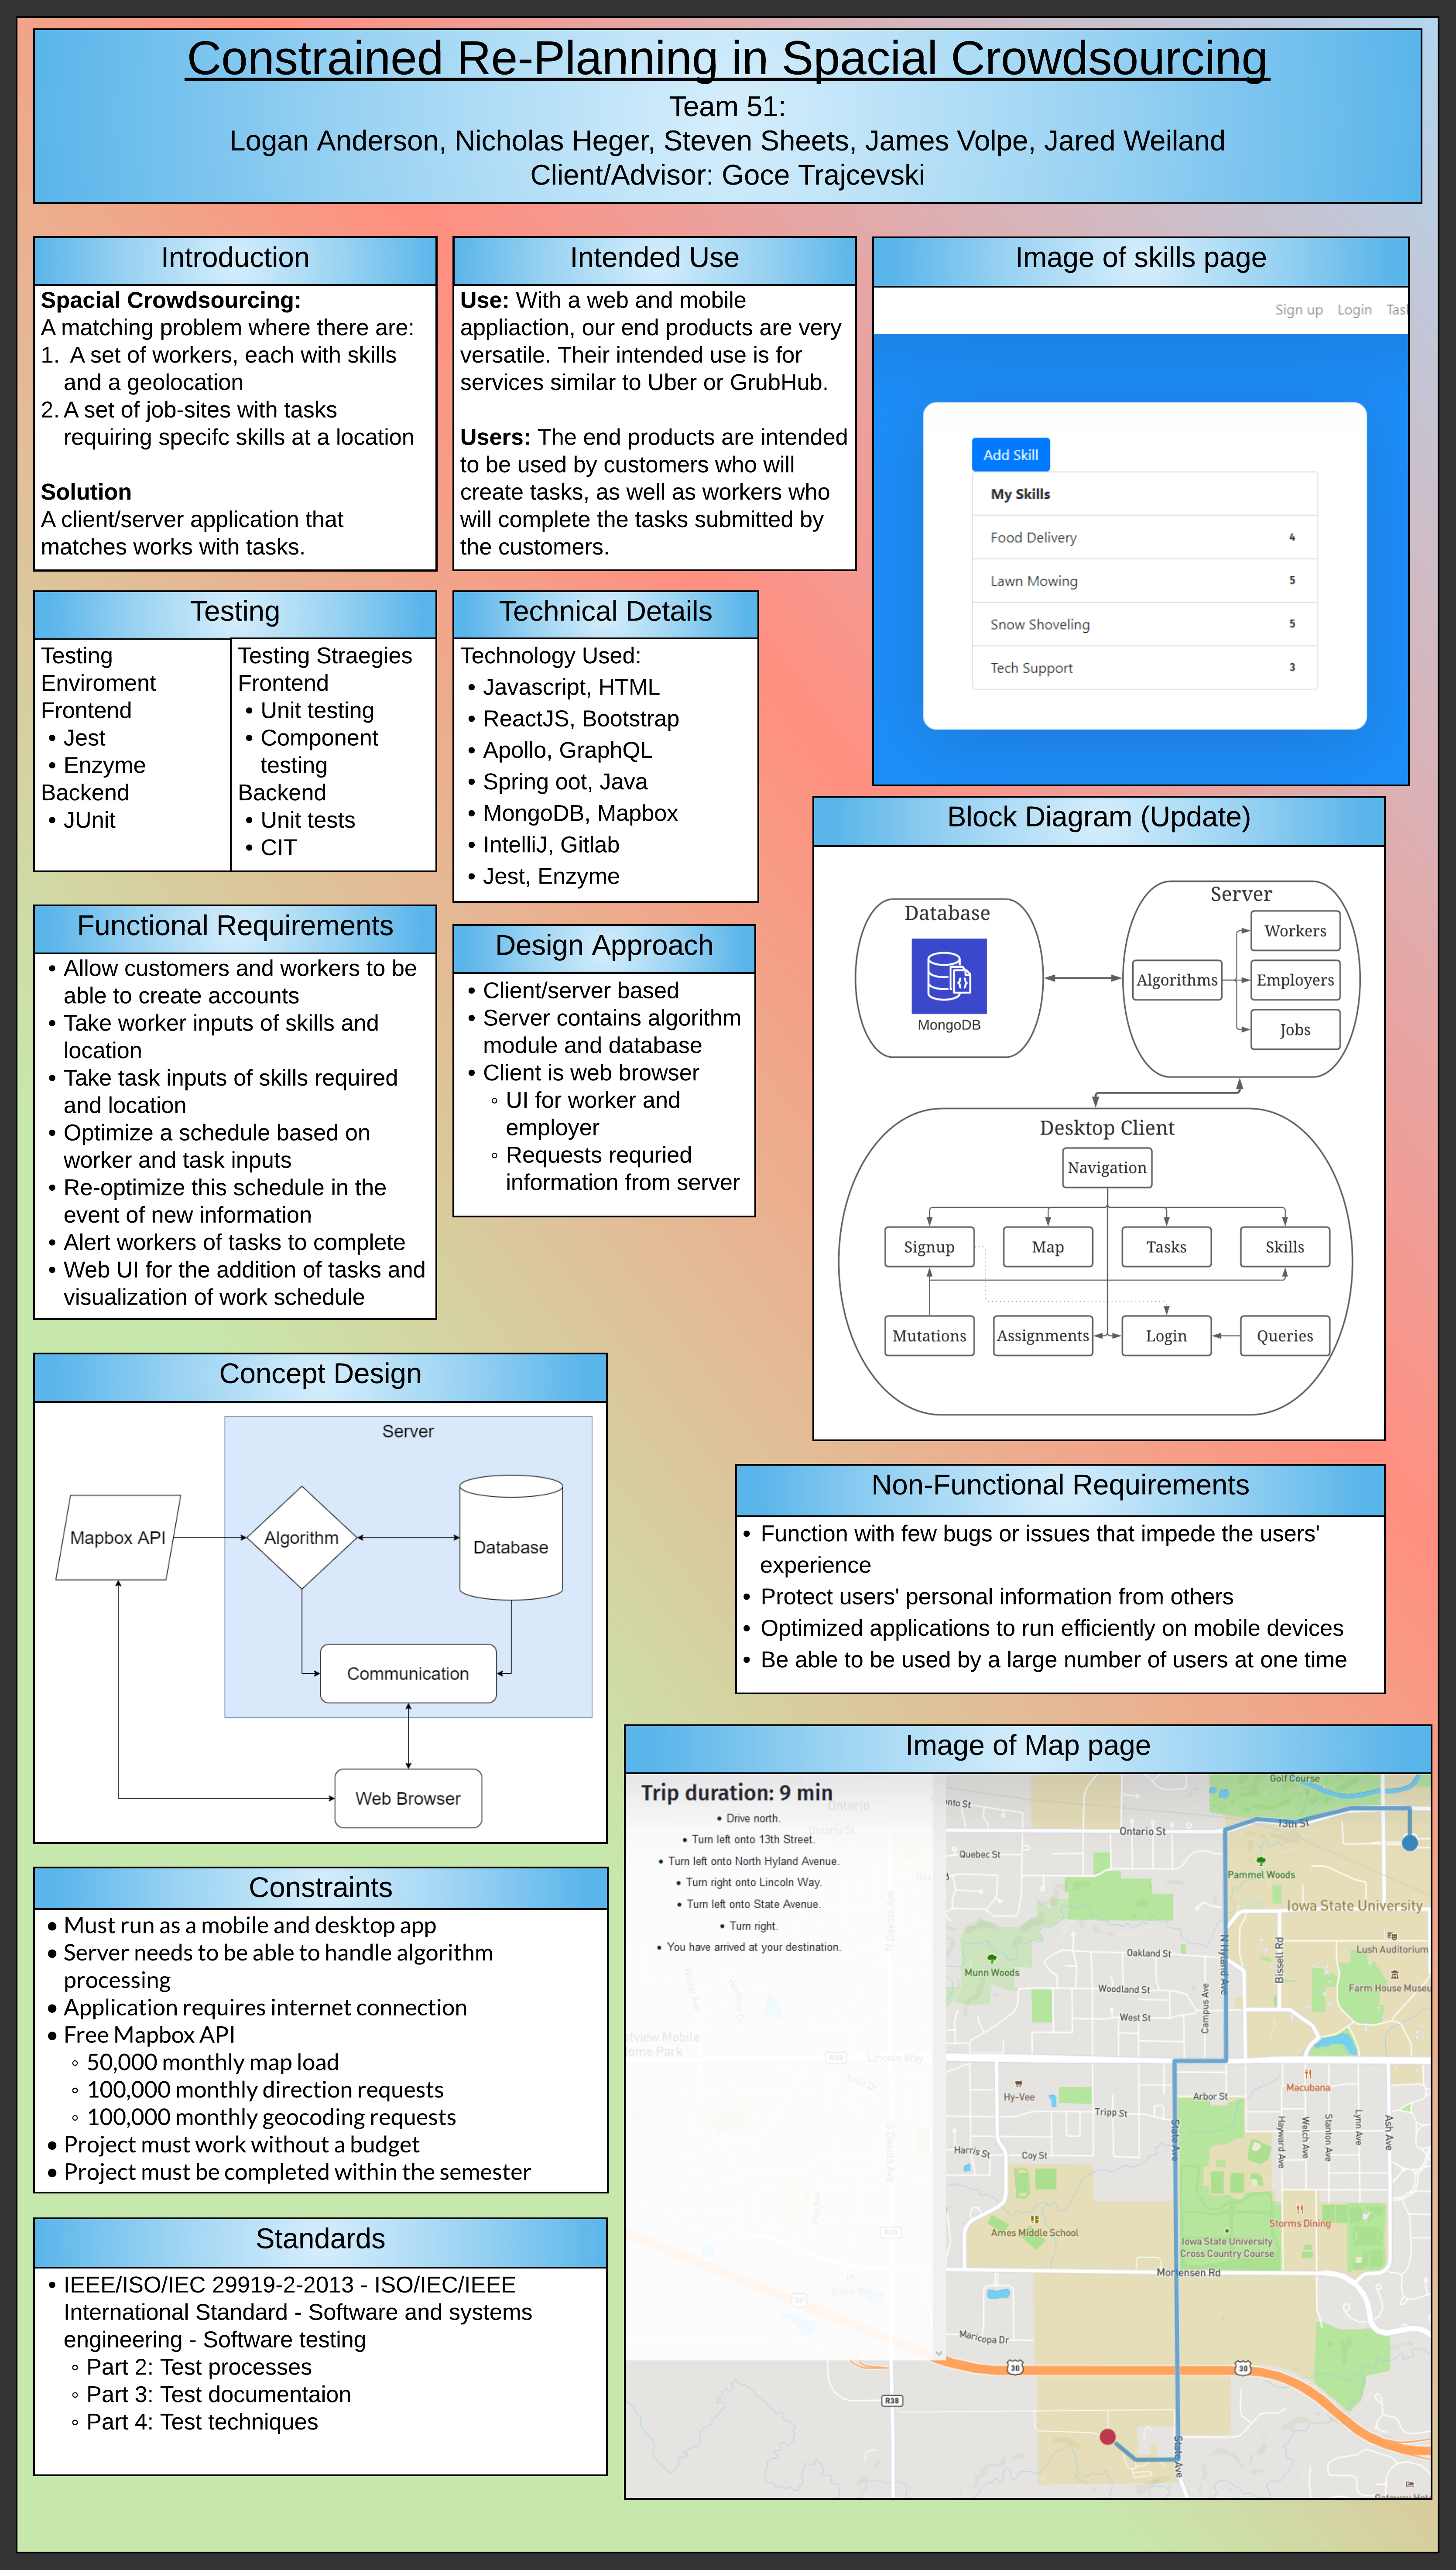 Constrained Re-Planning in Spacial Crowdsourcing
Team 51:
Logan Anderson, Nicholas Heger, Steven Sheets, James Volpe, Jared Weiland
Client/Advisor: Goce Trajcevski
Introduction
Spacial Crowdsourcing:
A matching problem where there are:
1. A set of workers, each with skills
and a geolocation
2. A set of job-sites with tasks
requiring specifc skills at a location
Solution
A client/server application that
matches works with tasks.
Intended Use
Use: With a web and mobile
appliaction, our end products are very
versatile. Their intended use is for
services similar to Uber or GrubHub.
Users: The end products are intended
to be used by customers who will
create tasks, as well as workers who
will complete the tasks submitted by
the customers.
Image of skills page
Sign up Login Tas
Add Skill
My Skills
Food Delivery 4
Lawn Mowing 5
Snow Shoveling 5
Tech Support 3
Testing
Testing
Enviroment
Frontend
• Jest
• Enzyme
Backend
• JUnit
Testing Straegies
Frontend
• Unit testing
• Component
testing
Backend
• Unit tests
• CIT
Technical Details
Technology Used:
• Javascript, HTML
• ReactJS, Bootstrap
• Apollo, GraphQL
• Spring oot, Java
• MongoDB, Mapbox
• IntelliJ, Gitlab
• Jest, Enzyme
Block Diagram (Update)
Database
MongoDB
Server
Workers
Algorithms
Employers
Jobs
Desktop Client
Navigation
Signup
Map
Tasks
Skills
Mutations
Assignments
Login
Queries
Functional Requirements
• Allow customers and workers to be
able to create accounts
• Take worker inputs of skills and
location
• Take task inputs of skills required
and location
• Optimize a schedule based on
worker and task inputs
• Re-optimize this schedule in the
event of new information
• Alert workers of tasks to complete
• Web UI for the addition of tasks and
visualization of work schedule
Design Approach
• Client/server based
• Server contains algorithm
module and database
• Client is web browser
◦ UI for worker and
employer
◦ Requests requried
information from server
Concept Design
Server
Mapbox API
Algorithm
Database
Communication
Web Browser
Non-Functional Requirements
• Function with few bugs or issues that impede the users'
experience
• Protect users' personal information from others
• Optimized applications to run efficiently on mobile devices
• Be able to be used by a large number of users at one time
Constraints
• Must run as a mobile and desktop app
• Server needs to be able to handle algorithm
processing
• Application requires internet connection
• Free Mapbox API
◦ 50,000 monthly map load
◦ 100,000 monthly direction requests
◦ 100,000 monthly geocoding requests
• Project must work without a budget
• Project must be completed within the semester
Standards
• IEEE/ISO/IEC 29919-2-2013 - ISO/IEC/IEEE
International Standard - Software and systems
engineering - Software testing
◦ Part 2: Test processes
◦ Part 3: Test documentaion
◦ Part 4: Test techniques
Image of Map page
Trip duration: 9 min
• Drive north.
• Turn left onto 13th Street.
• Turn left onto North Hyland Avenue.
• Turn right onto Lincoln Way.
• Turn left onto State Avenue.
• Turn right.
• You have arrived at your destination.
Golf Course
Ontario
nto St
Ontario St
Ontario St
13th St
Quebec St
Pammel Woods
Iowa State University
N Dakota Ave
N Hyland Ave
Bissell Rd
Lush Auditorium
Oakland St
Munn Woods
Farm House Museu
Woodland St
Campus Ave
West St
stview Mobile
ome Park
R38
Lincoln Way
Todd Dr
Hy-Vee
Macubana
Arbor St
Tripp St
State Ave
Hayward Ave
Welch Ave
Stanton Ave
Lynn Ave
Ash Ave
S Dakota Ave
Harris St
Coy St
Ames Middle School
Storms Dining
Iowa State University
Cross Country Course
R38
Mortensen Rd
30
Maricopa Dr
30
30
R38
State Ave